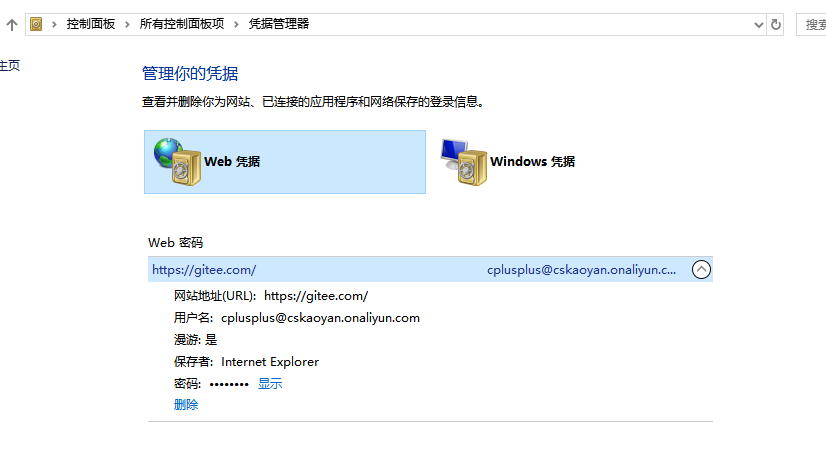 控制面板 › 所有控制面板项 › 凭据管理器
搜索
主页
管理你的凭据
查看并删除你为网站、已连接的应用程序和网络保存的登录信息。
Web 凭据
Windows 凭据
Web 密码
https://gitee.com/ cplusplus@cskaoyan.onaliyun.c...
网站地址(URL): https://gitee.com/
用户名: cplusplus@cskaoyan.onaliyun.com
漫游: 是
保存者: Internet Explorer
密码: •••••••• 显示
删除